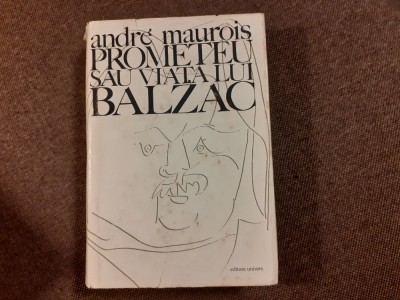 andré maurois
PROMETEU
SAU VIAȚA LUI
BALZAC
editura univers